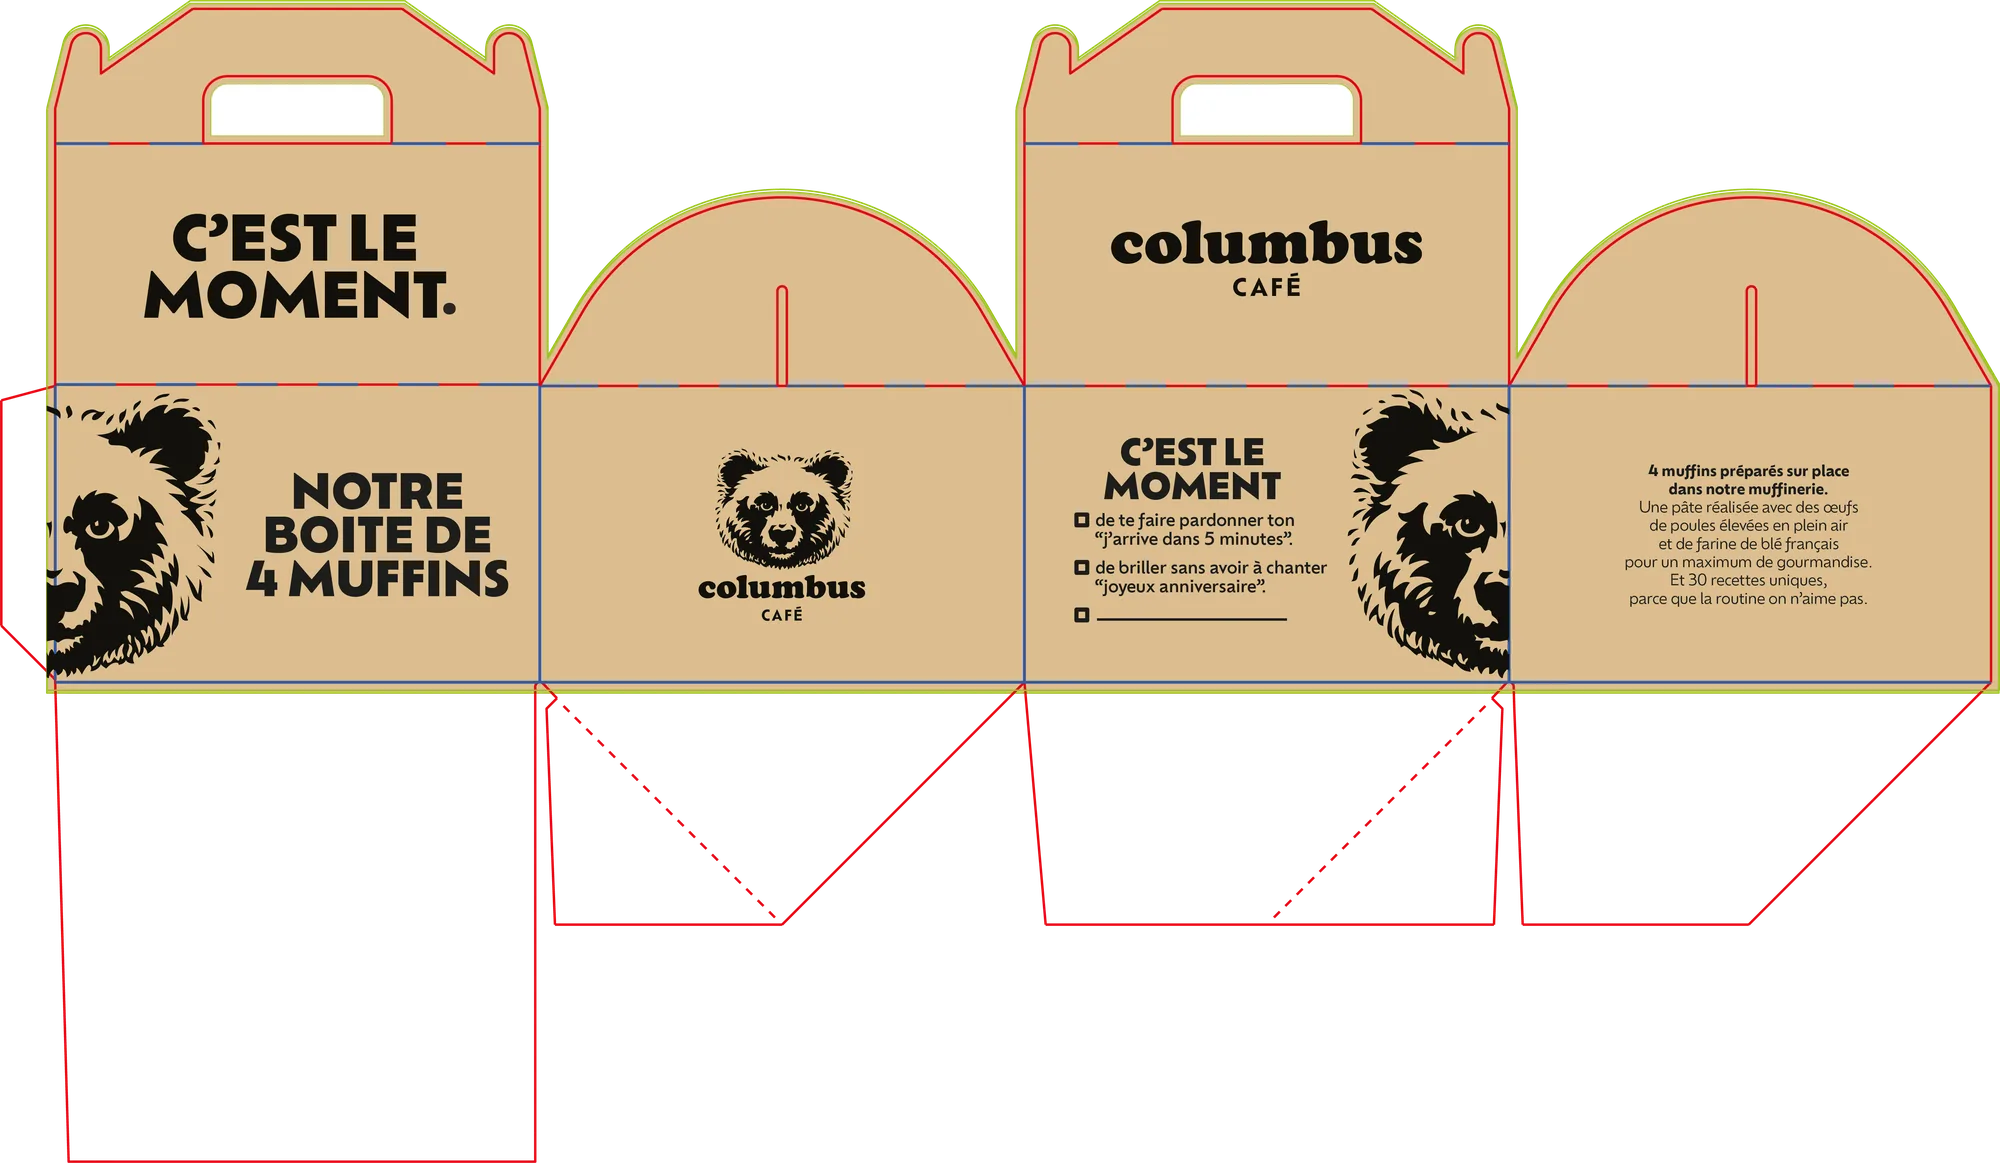 C'EST LE
MOMENT.
columbus
CAFÉ
NOTRE
BOITE DE
4 MUFFINS
columbus
CAFÉ
C'EST LE
MOMENT
de te faire pardonner ton
“j'arrive dans 5 minutes”.
de briller sans avoir à chanter
“joyeux anniversaire”.
4 muffins préparés sur place
dans notre muffinerie.
Une pâte réalisée avec des œufs
de poules élevées en plein air
et de farine de blé français
pour un maximum de gourmandise.
Et 30 recettes uniques,
parce que la routine on n'aime pas.